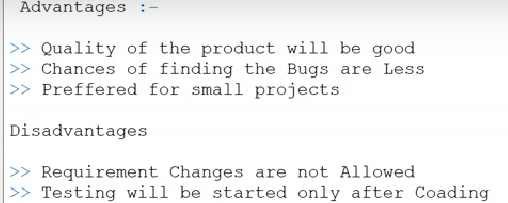 Advantages :-
>> Quality of the product will be good
>> Chances of finding the Bugs are Less
>> Preffered for small projects
Disadvantages
>> Requirement Changes are not Allowed
>> Testing will be started only after Coading